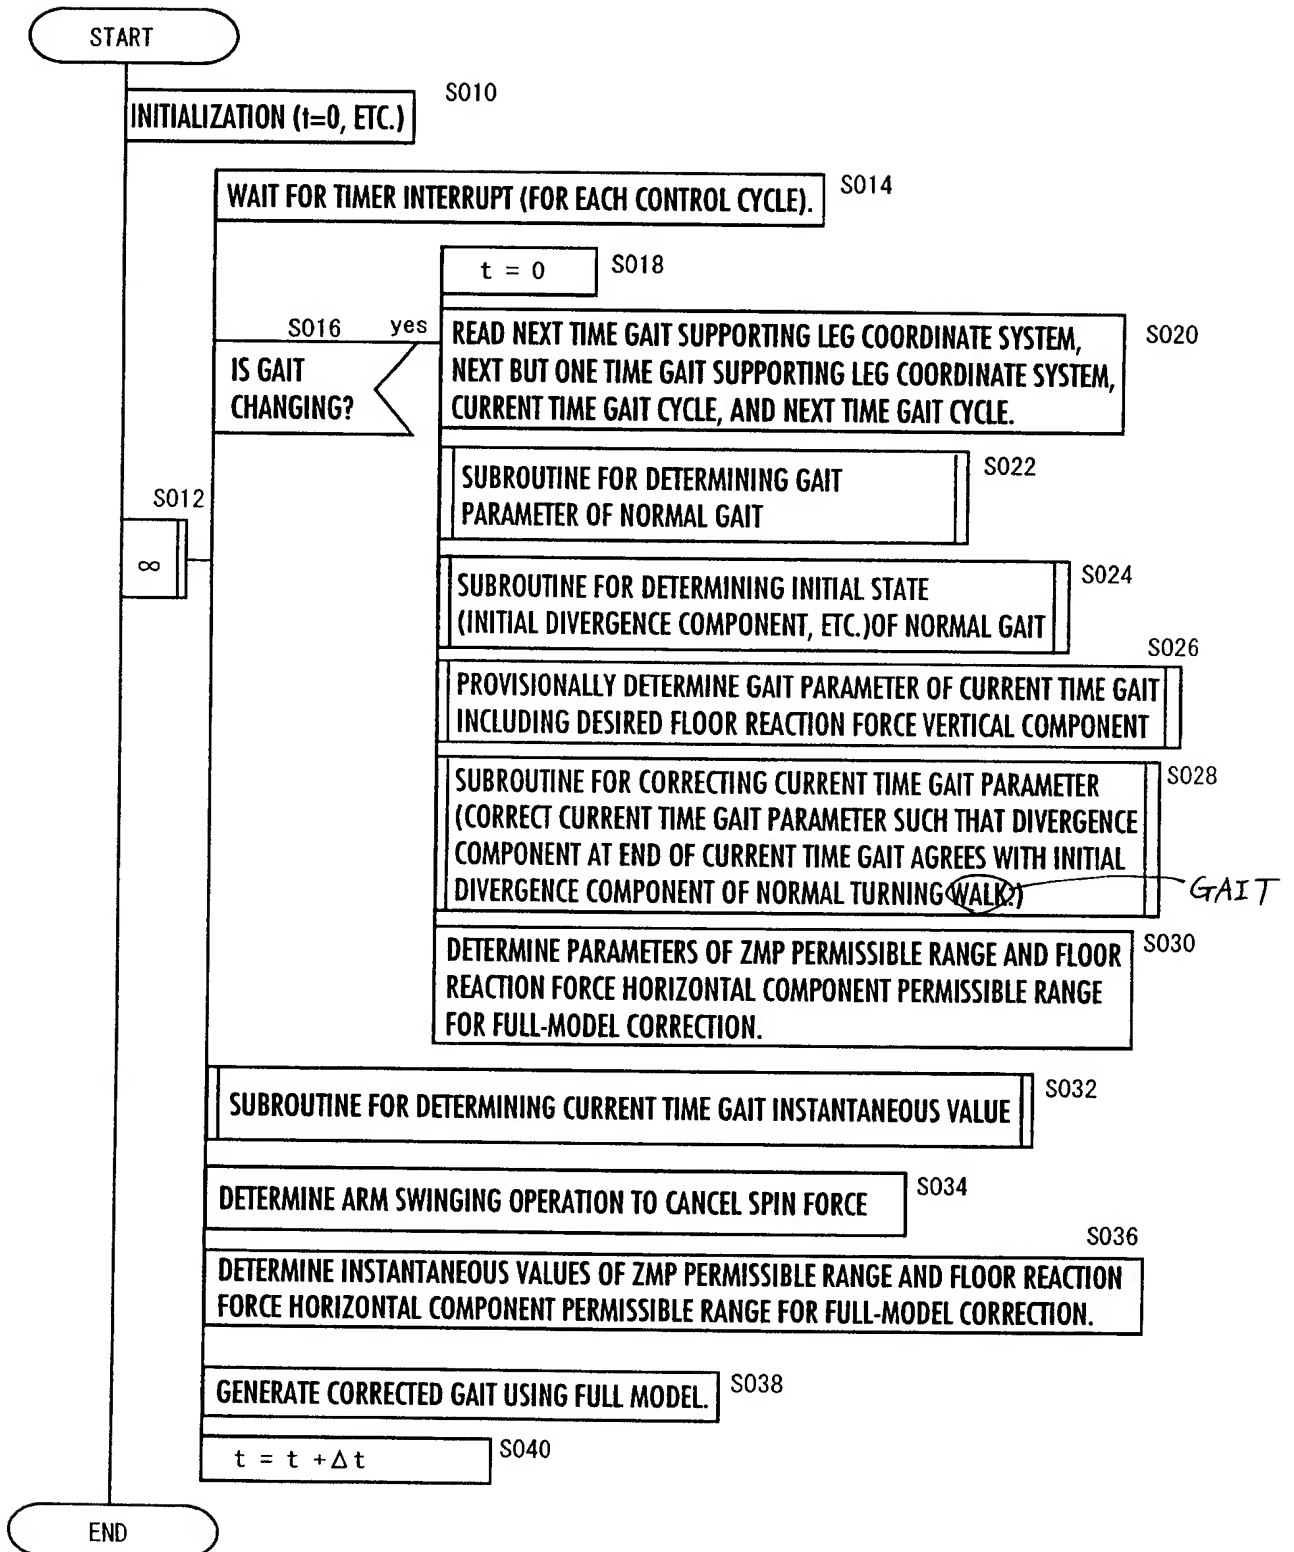 START
S010
INITIALIZATION (t=0, ETC.)
S014
WAIT FOR TIMER INTERRUPT (FOR EACH CONTROL CYCLE).
t = 0
S018
S016
yes
IS GAIT
CHANGING?
READ NEXT TIME GAIT SUPPORTING LEG COORDINATE SYSTEM,
NEXT BUT ONE TIME GAIT SUPPORTING LEG COORDINATE SYSTEM,
CURRENT TIME GAIT CYCLE, AND NEXT TIME GAIT CYCLE.
S020
SUBROUTINE FOR DETERMINING GAIT
PARAMETER OF NORMAL GAIT
S022
S012
∞
SUBROUTINE FOR DETERMINING INITIAL STATE
(INITIAL DIVERGENCE COMPONENT, ETC.)OF NORMAL GAIT
S024
S026
PROVISIONALLY DETERMINE GAIT PARAMETER OF CURRENT TIME GAIT
INCLUDING DESIRED FLOOR REACTION FORCE VERTICAL COMPONENT
S028
SUBROUTINE FOR CORRECTING CURRENT TIME GAIT PARAMETER
(CORRECT CURRENT TIME GAIT PARAMETER SUCH THAT DIVERGENCE
COMPONENT AT END OF CURRENT TIME GAIT AGREES WITH INITIAL
DIVERGENCE COMPONENT OF NORMAL TURNING WALK.)
GAIT
S030
DETERMINE PARAMETERS OF ZMP PERMISSIBLE RANGE AND FLOOR
REACTION FORCE HORIZONTAL COMPONENT PERMISSIBLE RANGE
FOR FULL-MODEL CORRECTION.
S032
SUBROUTINE FOR DETERMINING CURRENT TIME GAIT INSTANTANEOUS VALUE
S034
DETERMINE ARM SWINGING OPERATION TO CANCEL SPIN FORCE
S036
DETERMINE INSTANTANEOUS VALUES OF ZMP PERMISSIBLE RANGE AND FLOOR REACTION
FORCE HORIZONTAL COMPONENT PERMISSIBLE RANGE FOR FULL-MODEL CORRECTION.
GENERATE CORRECTED GAIT USING FULL MODEL.
S038
t = t +Δt
S040
END